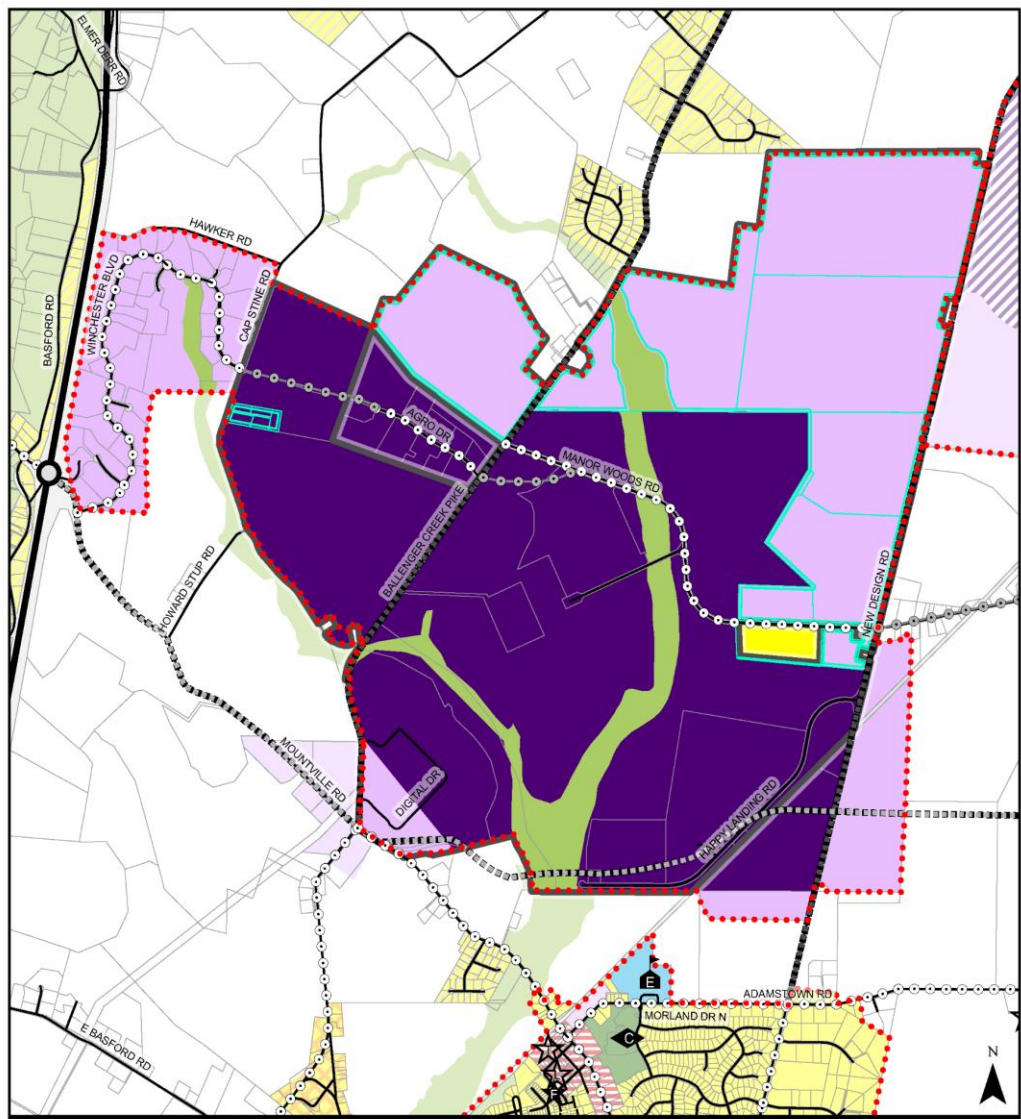 ELMER DERR RD
HAWKER RD
WINCHESTER BLVD
CAP STINE RD
BASFORD RD
AGRO DR
MANOR WOODS RD
BALLENGER CREEK PIKE
HOWARD STUP RD
NEW DESIGN RD
MOUNTVILLE RD
DIGITAL DR
HAPPY LANDING RD
E
ADAMSTOWN RD
MORLAND DR N
C
E BASFORD RD
F
N